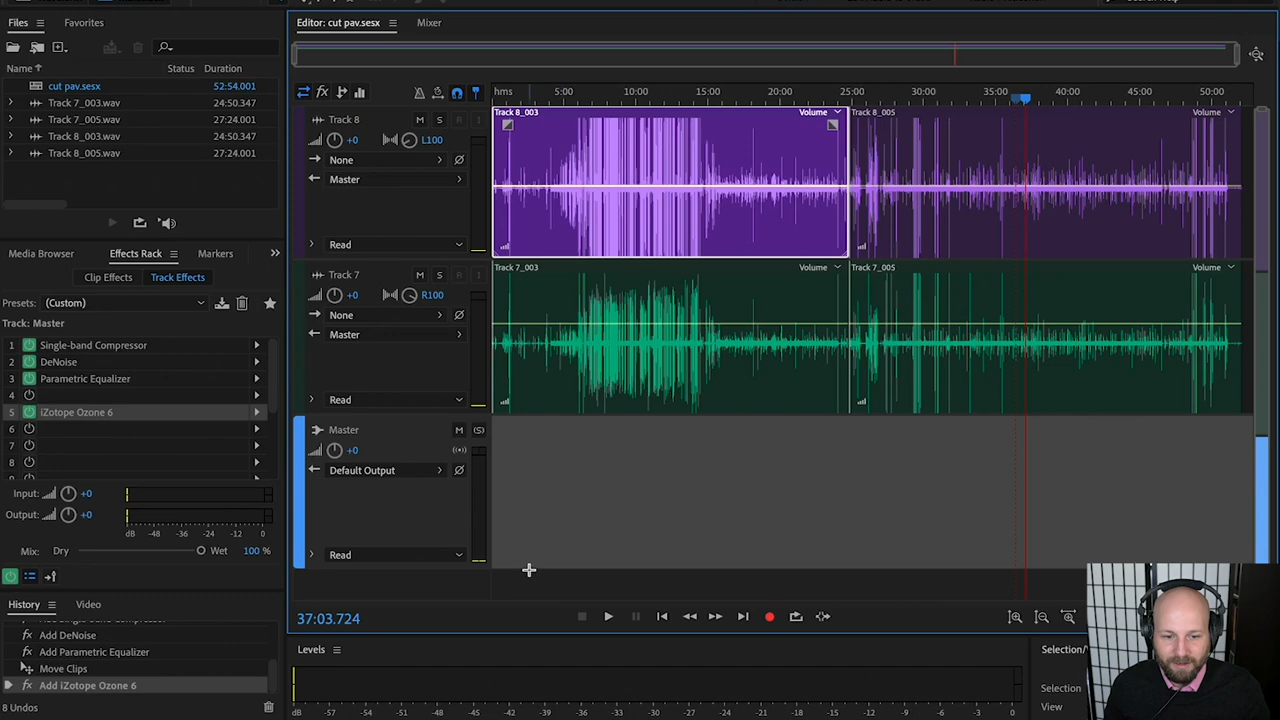 Files
Favorites
Editor: cut pav.sesx
Mixer
Name
Status
Duration
cut pav.sesx 52:54.001
Track 7_003.wav 24:50.347
Track 7_005.wav 27:24.001
Track 8_003.wav 24:50.347
Track 8_005.wav 27:24.001
hms 5:00 10:00 15:00 20:00 25:00 30:00 35:00 40:00 45:00 50:00
Track 8 M S R I
+0 L100
None
Master
Read
Track 8_003 Volume
Track 8_005 Volume
Track 7 M S R I
+0 R100
None
Master
Read
Track 7_003 Volume
Track 7_005 Volume
Master M (S)
+0
Default Output
Read
Media Browser
Effects Rack
Markers
Clip Effects
Track Effects
Presets: (Custom)
Track: Master
1 Single-band Compressor
2 DeNoise
3 Parametric Equalizer
4
5 iZotope Ozone 6
6
7
8
Input: +0
Output: +0
dB -48 -36 -24 -12 0
Mix: Dry Wet 100 %
History
Video
fx Add DeNoise
fx Add Parametric Equalizer
Move Clips
fx Add iZotope Ozone 6
8 Undos
37:03.724
Levels
dB -57 -54 -51 -48 -45 -42 -39 -36 -33 -30 -27 -24 -21 -18 -15 -12 -9 -6 -3 0
Selection/
Selection
View